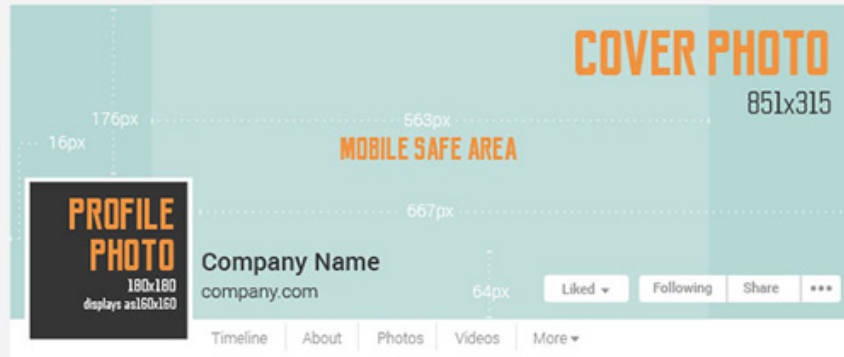 COVER PHOTO
851x315
176px
563px
16px
MOBILE SAFE AREA
667px
PROFILE
PHOTO
180x180
displays as160x160
Company Name
company.com
64px
Liked
Following
Share
Timeline
About
Photos
Videos
More